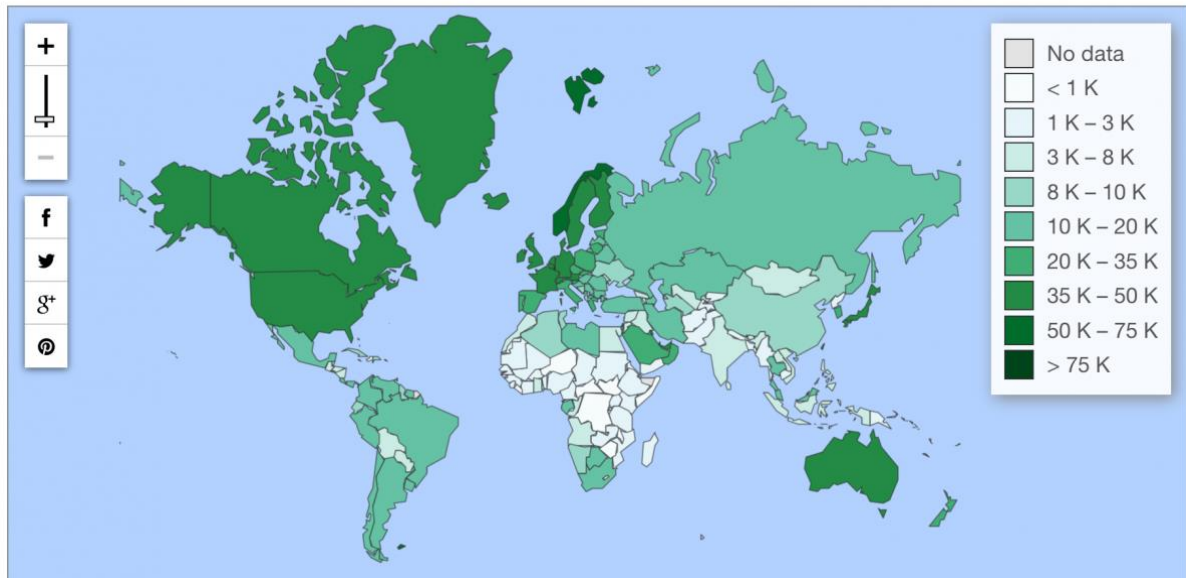 +
−
f
g+
No data
< 1 K
1 K – 3 K
3 K – 8 K
8 K – 10 K
10 K – 20 K
20 K – 35 K
35 K – 50 K
50 K – 75 K
> 75 K